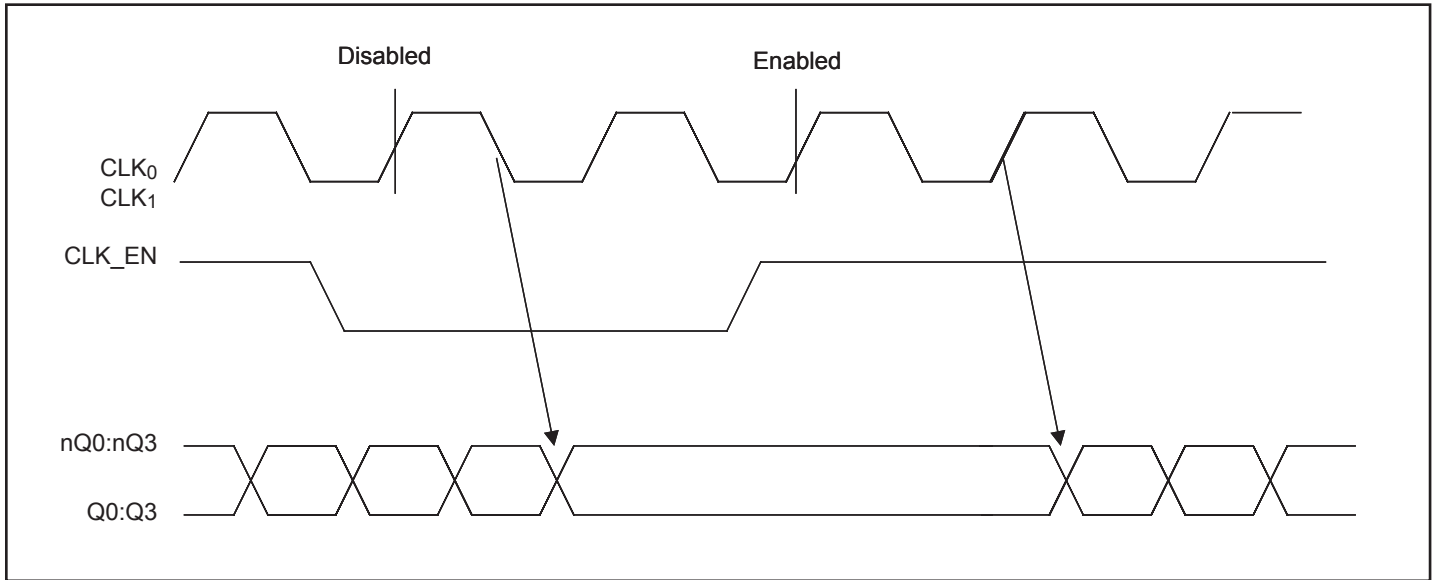 Disabled
Enabled
CLK0
CLK1
CLK_EN
nQ0:nQ3
Q0:Q3